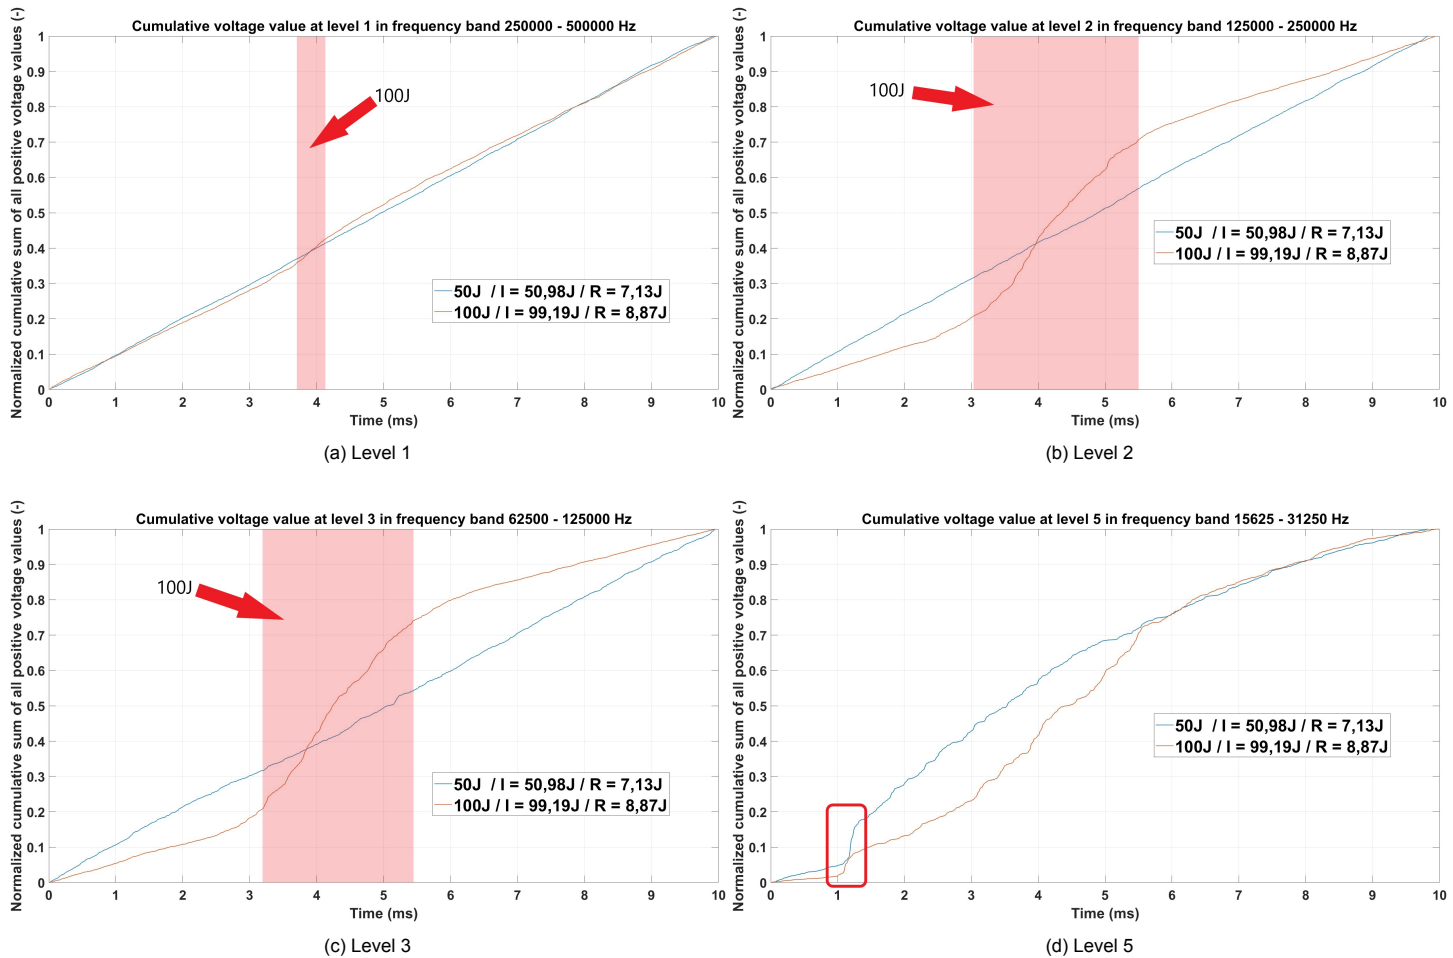 Cumulative voltage value at level 1 in frequency band 250000 - 500000 Hz
Normalized cumulative sum of all positive voltage values (-)
1
0.9
0.8
0.7
0.6
0.5
0.4
0.3
0.2
0.1
0
100J
50J / I = 50,98J / R = 7,13J
100J / I = 99,19J / R = 8,87J
0 1 2 3 4 5 6 7 8 9 10
Time (ms)
(a) Level 1
Cumulative voltage value at level 2 in frequency band 125000 - 250000 Hz
Normalized cumulative sum of all positive voltage values (-)
1
0.9
0.8
0.7
0.6
0.5
0.4
0.3
0.2
0.1
0
100J
50J / I = 50,98J / R = 7,13J
100J / I = 99,19J / R = 8,87J
0 1 2 3 4 5 6 7 8 9 10
Time (ms)
(b) Level 2
Cumulative voltage value at level 3 in frequency band 62500 - 125000 Hz
Normalized cumulative sum of all positive voltage values (-)
1
0.9
0.8
0.7
0.6
0.5
0.4
0.3
0.2
0.1
0
100J
50J / I = 50,98J / R = 7,13J
100J / I = 99,19J / R = 8,87J
0 1 2 3 4 5 6 7 8 9 10
Time (ms)
(c) Level 3
Cumulative voltage value at level 5 in frequency band 15625 - 31250 Hz
Normalized cumulative sum of all positive voltage values (-)
1
0.9
0.8
0.7
0.6
0.5
0.4
0.3
0.2
0.1
0
50J / I = 50,98J / R = 7,13J
100J / I = 99,19J / R = 8,87J
0 1 2 3 4 5 6 7 8 9 10
Time (ms)
(d) Level 5